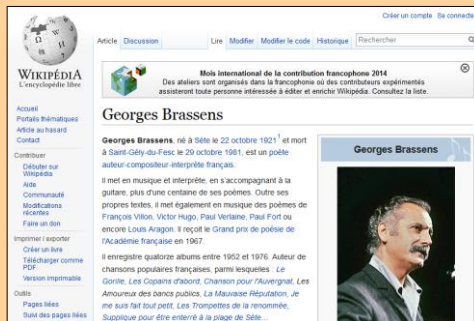 Créer un compte Se connecte
WIKIPÉDIA
L'encyclopédie libre
Article Discussion Lire Modifier Modifier le code Historique Rechercher
Mois international de la contribution francophone 2014
Des ateliers sont organisés dans la francophonie où des contributeurs expérimentés
assisteront toute personne intéressée à éditer et enrichir Wikipédia. Consultez la liste.
Accueil
Portails thématiques
Article au hasard
Contact
Contribuer
Débuter sur
Wikipédia
Aide
Communauté
Modifications
récentes
Faire un don
Imprimer / exporter
Créer un livre
Télécharger comme
PDF
Version imprimable
Outils
Pages liées
Suivi des pages liées
Georges Brassens
Georges Brassens, né à Sète le 22 octobre 1921¹ et mort
à Saint-Gély-du-Fesc le 29 octobre 1981, est un poète
auteur-compositeur-interprète français.
Il met en musique et interprète, en s'accompagnant à la
guitare, plus d'une centaine de ses poèmes. Outre ses
propres textes, il met également en musique des poèmes de
François Villon, Victor Hugo, Paul Verlaine, Paul Fort ou
encore Louis Aragon. Il reçoit le Grand prix de poésie de
l'Académie française en 1967.
Il enregistre quatorze albums entre 1952 et 1976. Auteur de
chansons populaires françaises, parmi lesquelles : Le
Gorille, Les Copains d'abord, Chanson pour l'Auvergnat, Les
Amoureux des bancs publics, La Mauvaise Réputation, Je
me suis fait tout petit, Les Trompettes de la renommée,
Supplique pour être enterré à la plage de Sète...
Georges Brassens